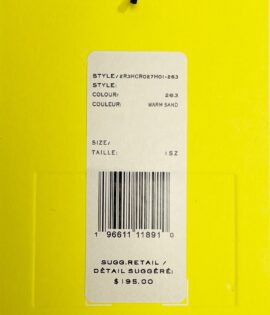 STYLE/ 2R3HCR027M01-263
STYLE:
COLOUR/ 263
COULEUR: WARM SAND
SIZE/
TAILLE: 1SZ
1 96611 11891 0
SUGG.RETAIL /
DÉTAIL SUGGÉRÉ:
$195.00